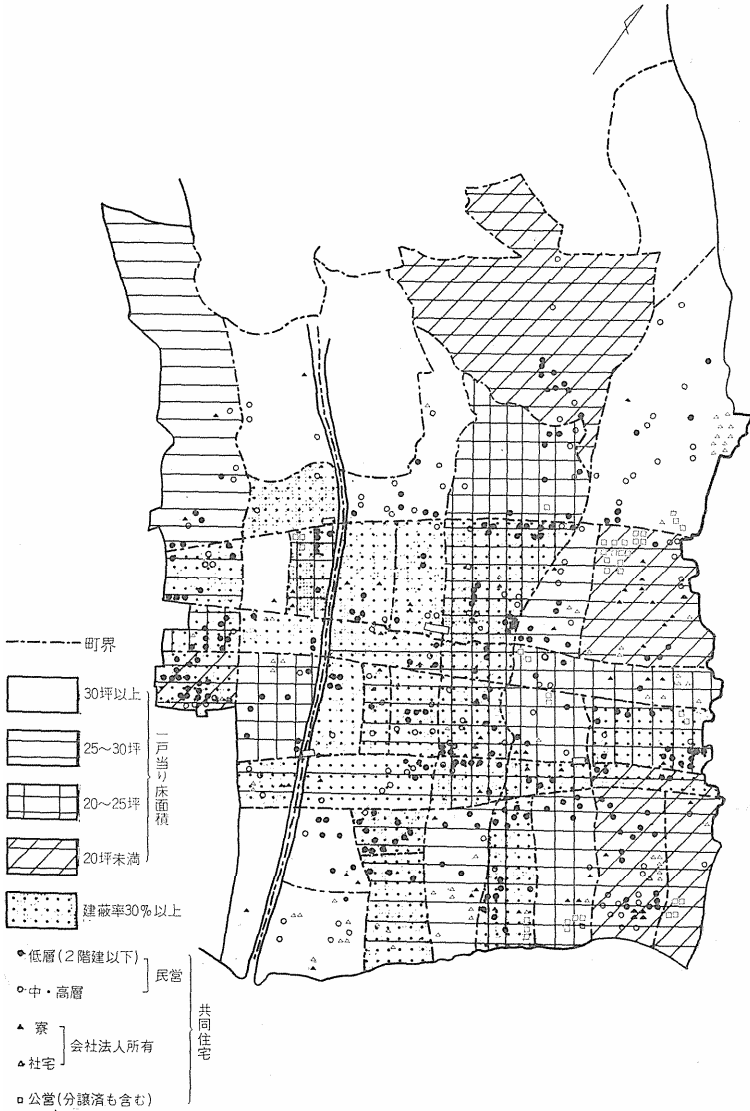 町界
30坪以上
25〜30坪
20〜25坪
20坪未満
一戸当り床面積
建蔽率30%以上
低層(2階建以下)
中・高層
民営
寮
社宅
会社法人所有
公営(分譲済も含む)
共同住宅